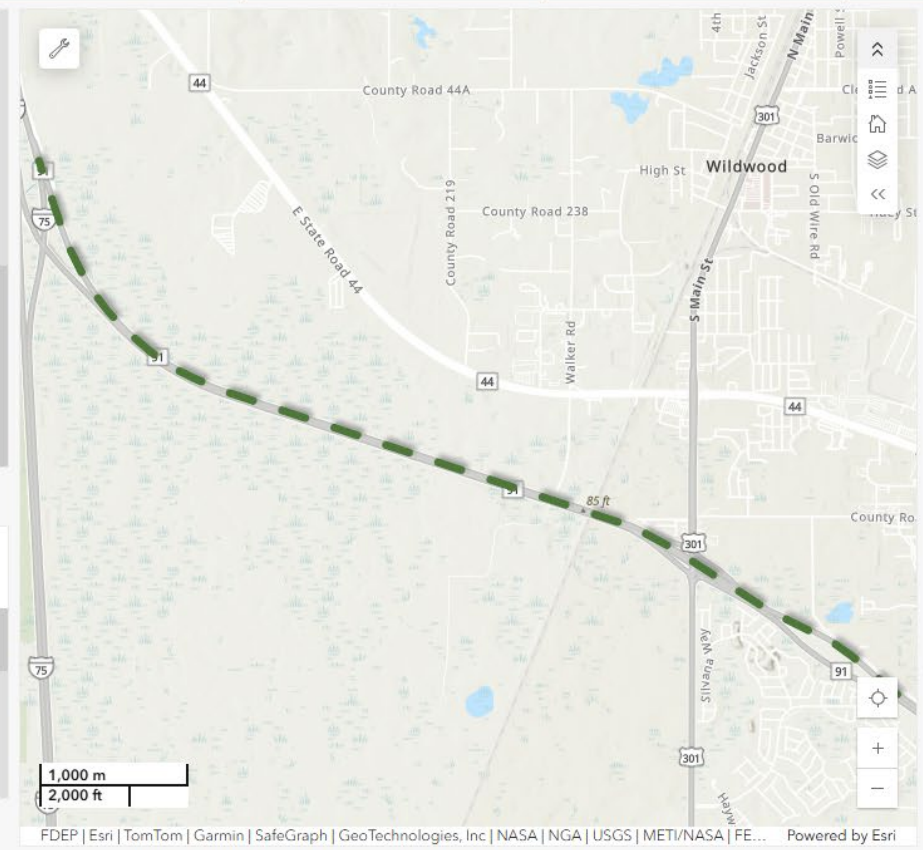 4th
Jackson St
N Main
Powell
44
County Road 44A
301
Barwic
High St
Wildwood
75
E State Road 44
County Road 219
County Road 238
S Old Wire Rd
S Main St
91
Walker Rd
44
44
91
85 ft
County Ro
301
Silvana Way
91
75
301
1,000 m
2,000 ft
Hayw
FDEP | Esri | TomTom | Garmin | SafeGraph | GeoTechnologies, Inc | NASA | NGA | USGS | METI/NASA | FE...
Powered by Esri